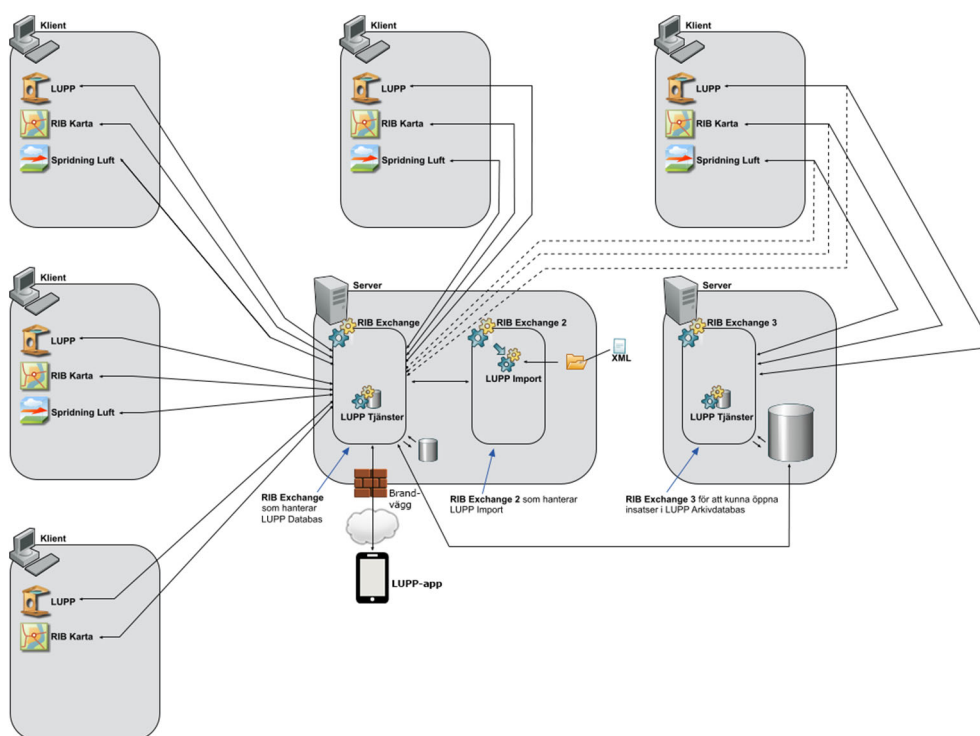 Klient
LUPP
RIB Karta
Spridning Luft
Klient
LUPP
RIB Karta
Spridning Luft
Klient
LUPP
RIB Karta
Spridning Luft
Klient
LUPP
RIB Karta
Spridning Luft
Server
RIB Exchange
LUPP Tjänster
RIB Exchange 2
LUPP Import
XML
Server
RIB Exchange 3
LUPP Tjänster
RIB Exchange
som hanterar
LUPP Databas
Brand-
vägg
RIB Exchange 2 som hanterar
LUPP Import
RIB Exchange 3 för att kunna öppna
insatser i LUPP Arkivdatabas
LUPP-app
Klient
LUPP
RIB Karta